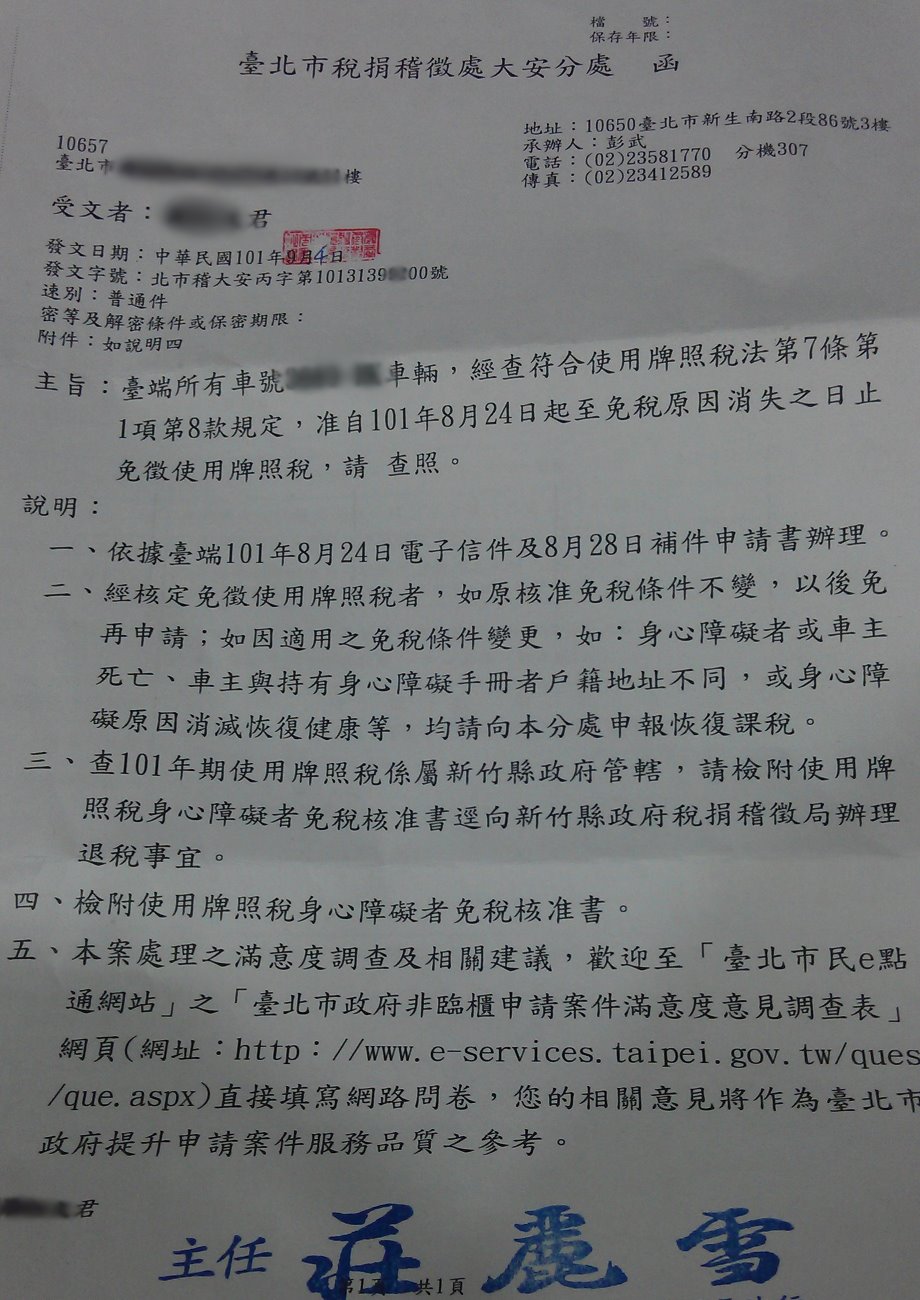 檔　　號：
保存年限：
臺北市稅捐稽徵處大安分處　函
地址：10650臺北市新生南路2段86號3樓
承辦人：彭武
電話：(02)23581770　分機307
傳真：(02)23412589
10657
臺北市 樓
受文者： 君
發文日期：中華民國101年9月4日
發文字號：北市稽大安丙字第1013139 00號
速別：普通件
密等及解密條件或保密期限：
附件：如說明四
主旨：臺端所有車號 車輛，經查符合使用牌照稅法第7條第
1項第8款規定，准自101年8月24日起至免稅原因消失之日止
免徵使用牌照稅，請 查照。
說明：
一、依據臺端101年8月24日電子信件及8月28日補件申請書辦理。
二、經核定免徵使用牌照稅者，如原核准免稅條件不變，以後免
再申請；如因適用之免稅條件變更，如：身心障礙者或車主
死亡、車主與持有身心障礙手冊者戶籍地址不同，或身心障
礙原因消滅恢復健康等，均請向本分處申報恢復課稅。
三、查101年期使用牌照稅係屬新竹縣政府管轄，請檢附使用牌
照稅身心障礙者免稅核准書逕向新竹縣政府稅捐稽徵局辦理
退稅事宜。
四、檢附使用牌照稅身心障礙者免稅核准書。
五、本案處理之滿意度調查及相關建議，歡迎至「臺北市民e點
通網站」之「臺北市政府非臨櫃申請案件滿意度意見調查表」
網頁(網址：http：//www.e-services.taipei.gov.tw/ques
/que.aspx)直接填寫網路問卷，您的相關意見將作為臺北市
政府提升申請案件服務品質之參考。
君
主任 莊麗雪
第1頁　共1頁